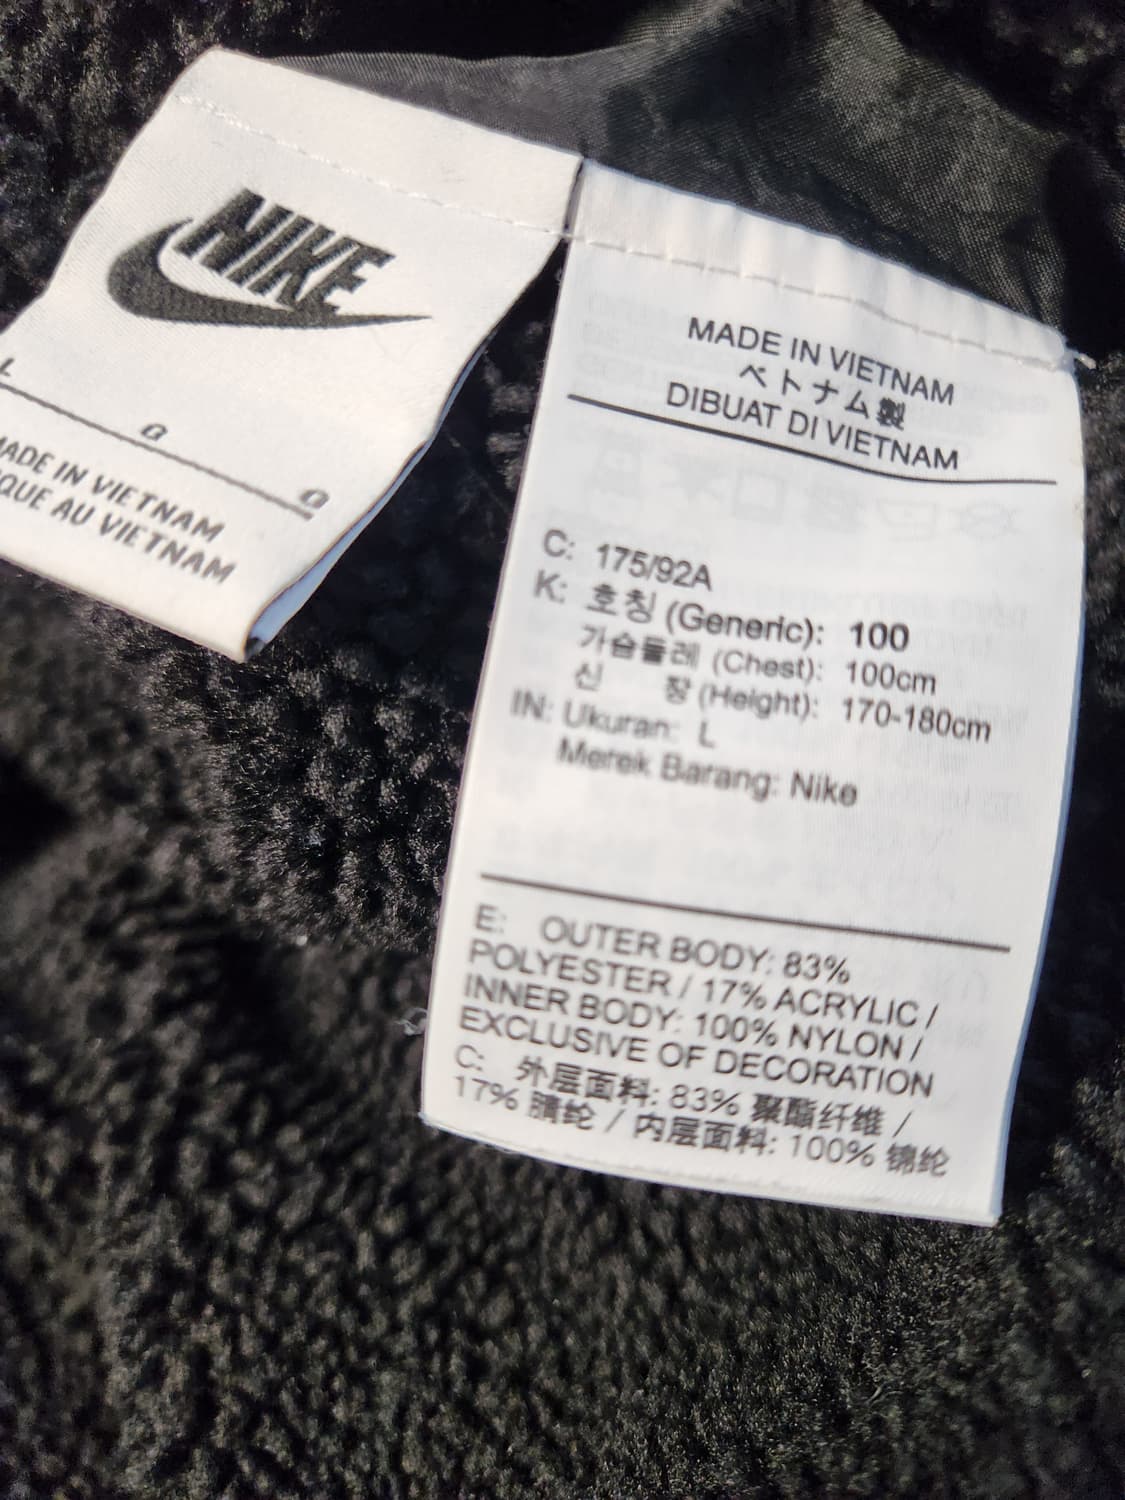 NIKE
L
G
G
MADE IN VIETNAM
QUE AU VIETNAM
MADE IN VIETNAM
ベトナム製
DIBUAT DI VIETNAM
C: 175/92A
K: 호칭 (Generic): 100
가슴둘레 (Chest): 100cm
신 장 (Height): 170-180cm
IN: Ukuran: L
Merek Barang: Nike
E: OUTER BODY: 83%
POLYESTER / 17% ACRYLIC /
INNER BODY: 100% NYLON /
EXCLUSIVE OF DECORATION
C: 外层面料: 83% 聚酯纤维 /
17% 腈纶 / 内层面料: 100% 锦纶